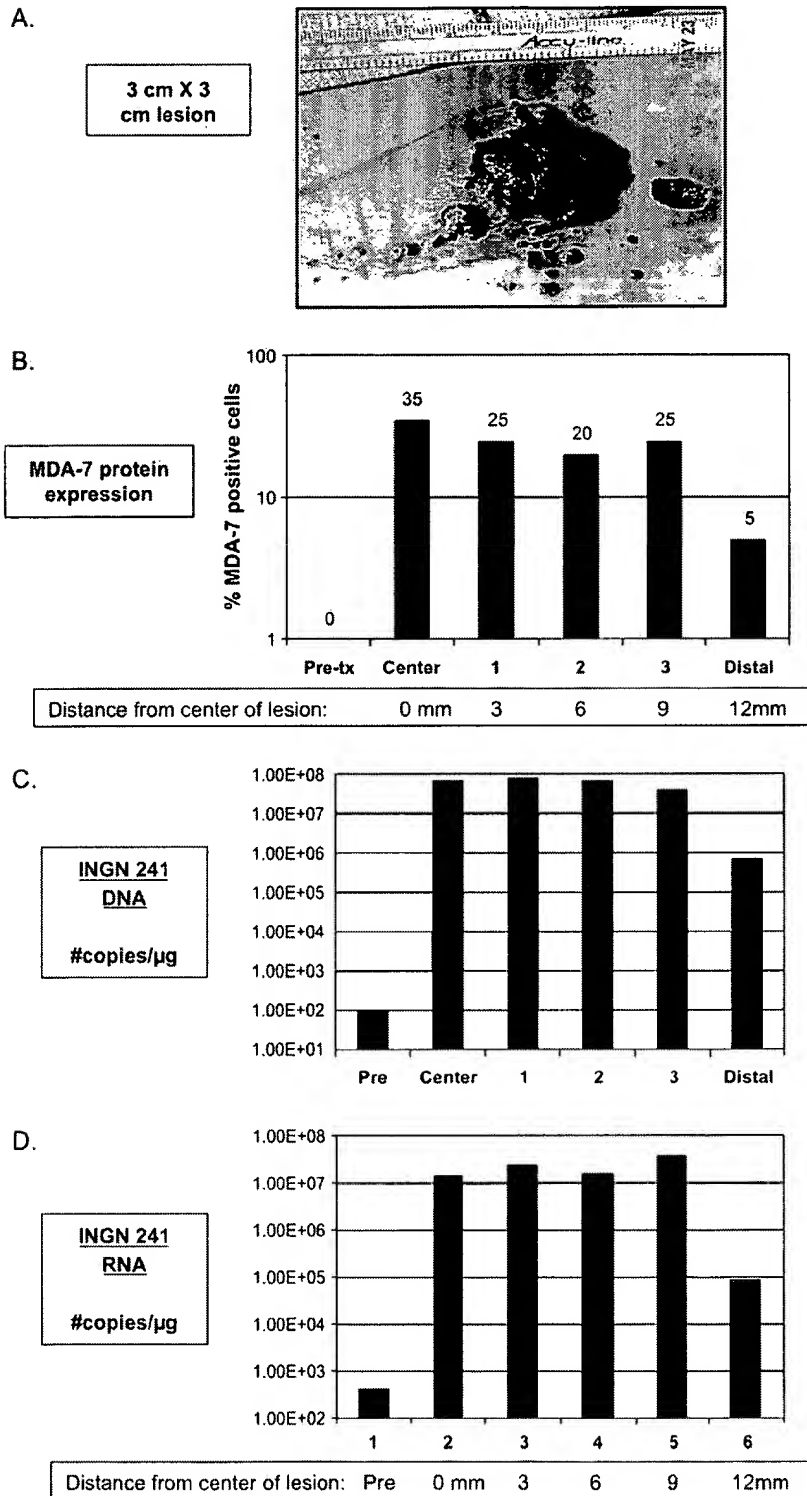 A.
3 cm X 3
cm lesion
Accu-line
MAY 23
B.
MDA-7 protein
expression
% MDA-7 positive cells
100
10
1
0
35
25
20
25
5
Pre-tx Center 1 2 3 Distal
Distance from center of lesion: 0 mm 3 6 9 12mm
C.
INGN 241
DNA
#copies/µg
1.00E+08
1.00E+07
1.00E+06
1.00E+05
1.00E+04
1.00E+03
1.00E+02
1.00E+01
Pre Center 1 2 3 Distal
D.
INGN 241
RNA
#copies/µg
1.00E+08
1.00E+07
1.00E+06
1.00E+05
1.00E+04
1.00E+03
1.00E+02
1 2 3 4 5 6
Distance from center of lesion: Pre 0 mm 3 6 9 12mm